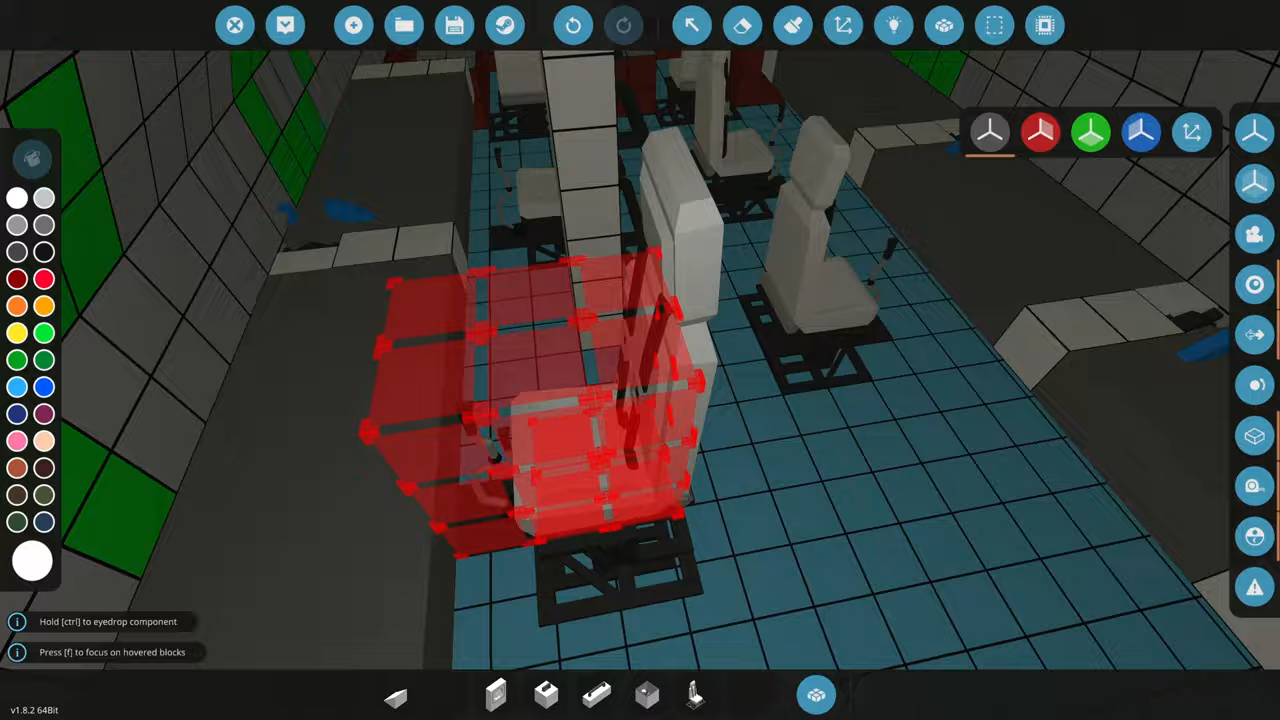 Hold [ctrl] to eyedrop component
Press [f] to focus on hovered blocks
v1.8.2 64Bit